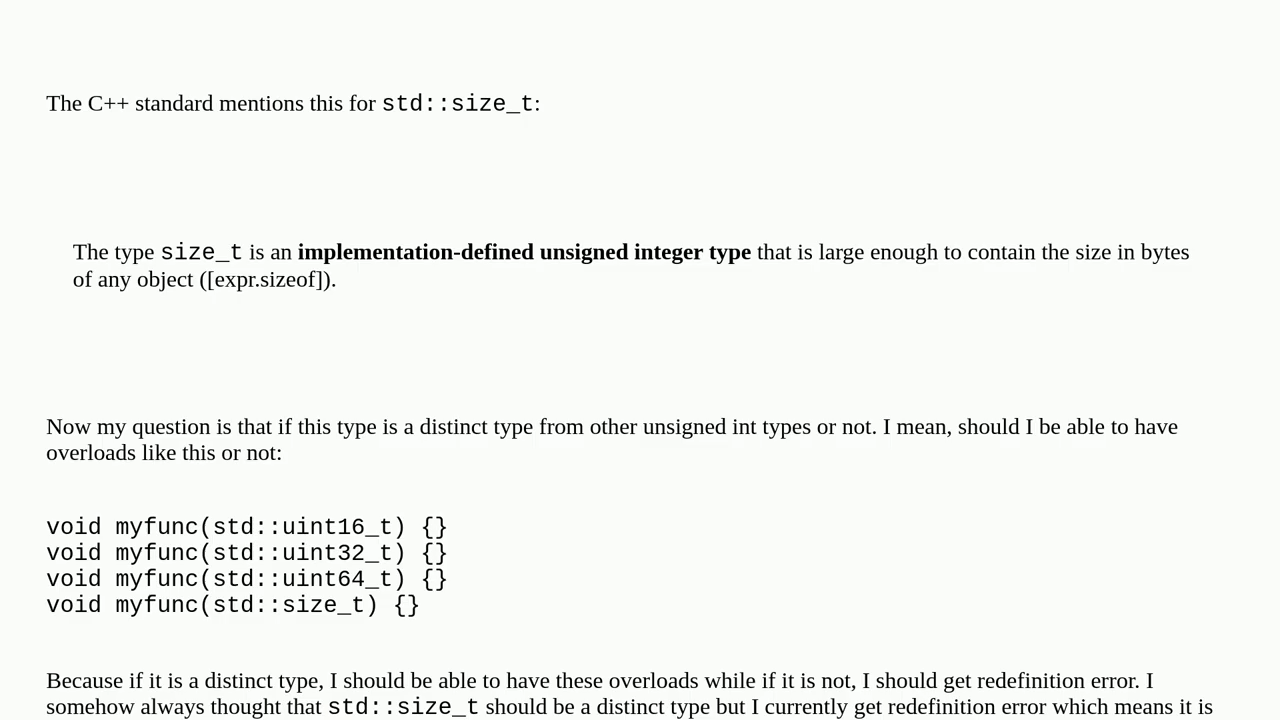 The C++ standard mentions this for std::size_t:
The type size_t is an implementation-defined unsigned integer type that is large enough to contain the size in bytes
of any object ([expr.sizeof]).
Now my question is that if this type is a distinct type from other unsigned int types or not. I mean, should I be able to have
overloads like this or not:
void myfunc(std::uint16_t) {}
void myfunc(std::uint32_t) {}
void myfunc(std::uint64_t) {}
void myfunc(std::size_t) {}
Because if it is a distinct type, I should be able to have these overloads while if it is not, I should get redefinition error. I
somehow always thought that std::size_t should be a distinct type but I currently get redefinition error which means it is